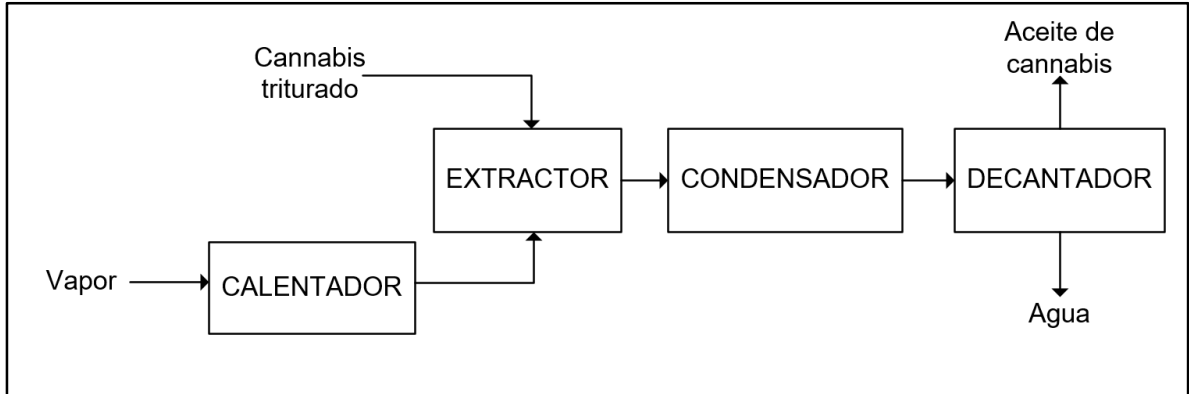 Cannabis
triturado
Aceite de
cannabis
EXTRACTOR
CONDENSADOR
DECANTADOR
Vapor
CALENTADOR
Agua